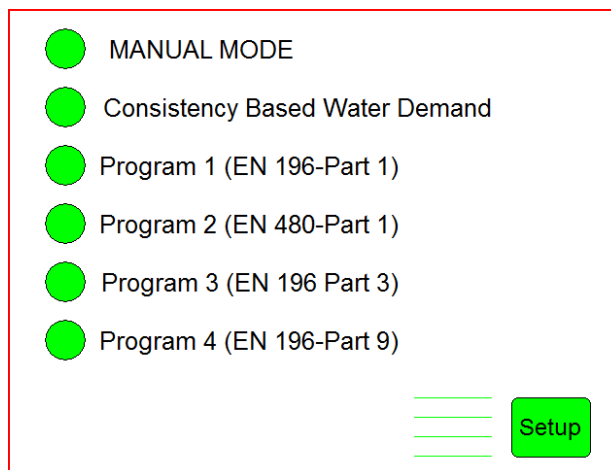 MANUAL MODE
Consistency Based Water Demand
Program 1 (EN 196-Part 1)
Program 2 (EN 480-Part 1)
Program 3 (EN 196 Part 3)
Program 4 (EN 196-Part 9)
Setup